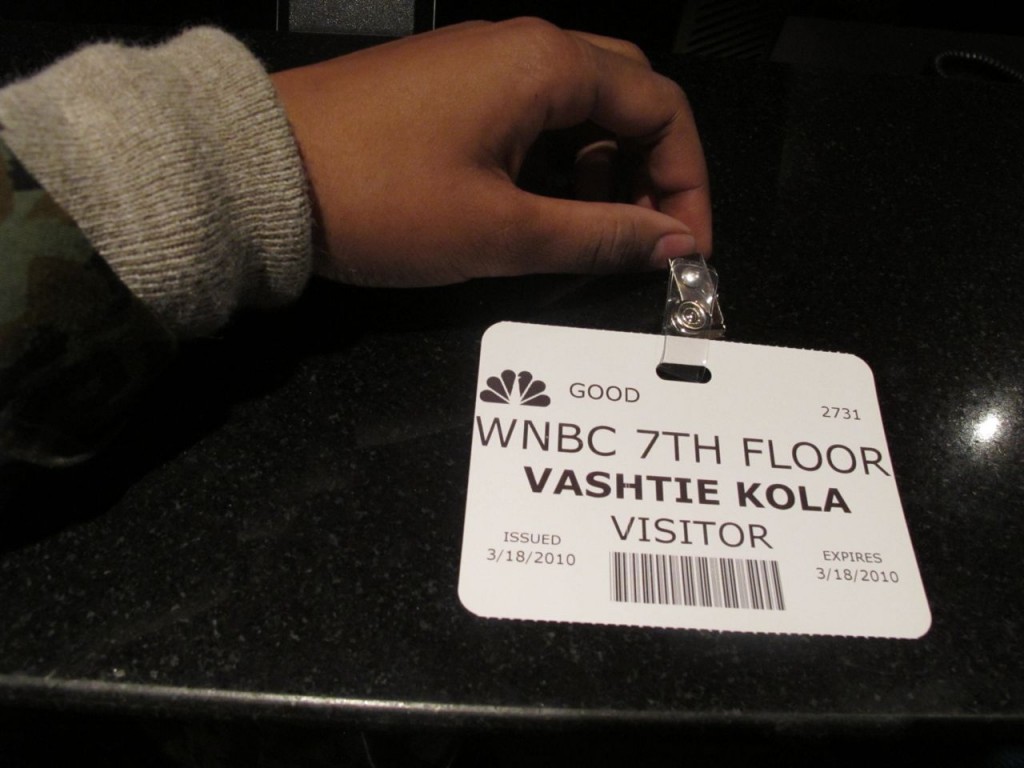 GOOD
2731
WNBC 7TH FLOOR
VASHTIE KOLA
VISITOR
ISSUED
3/18/2010
EXPIRES
3/18/2010